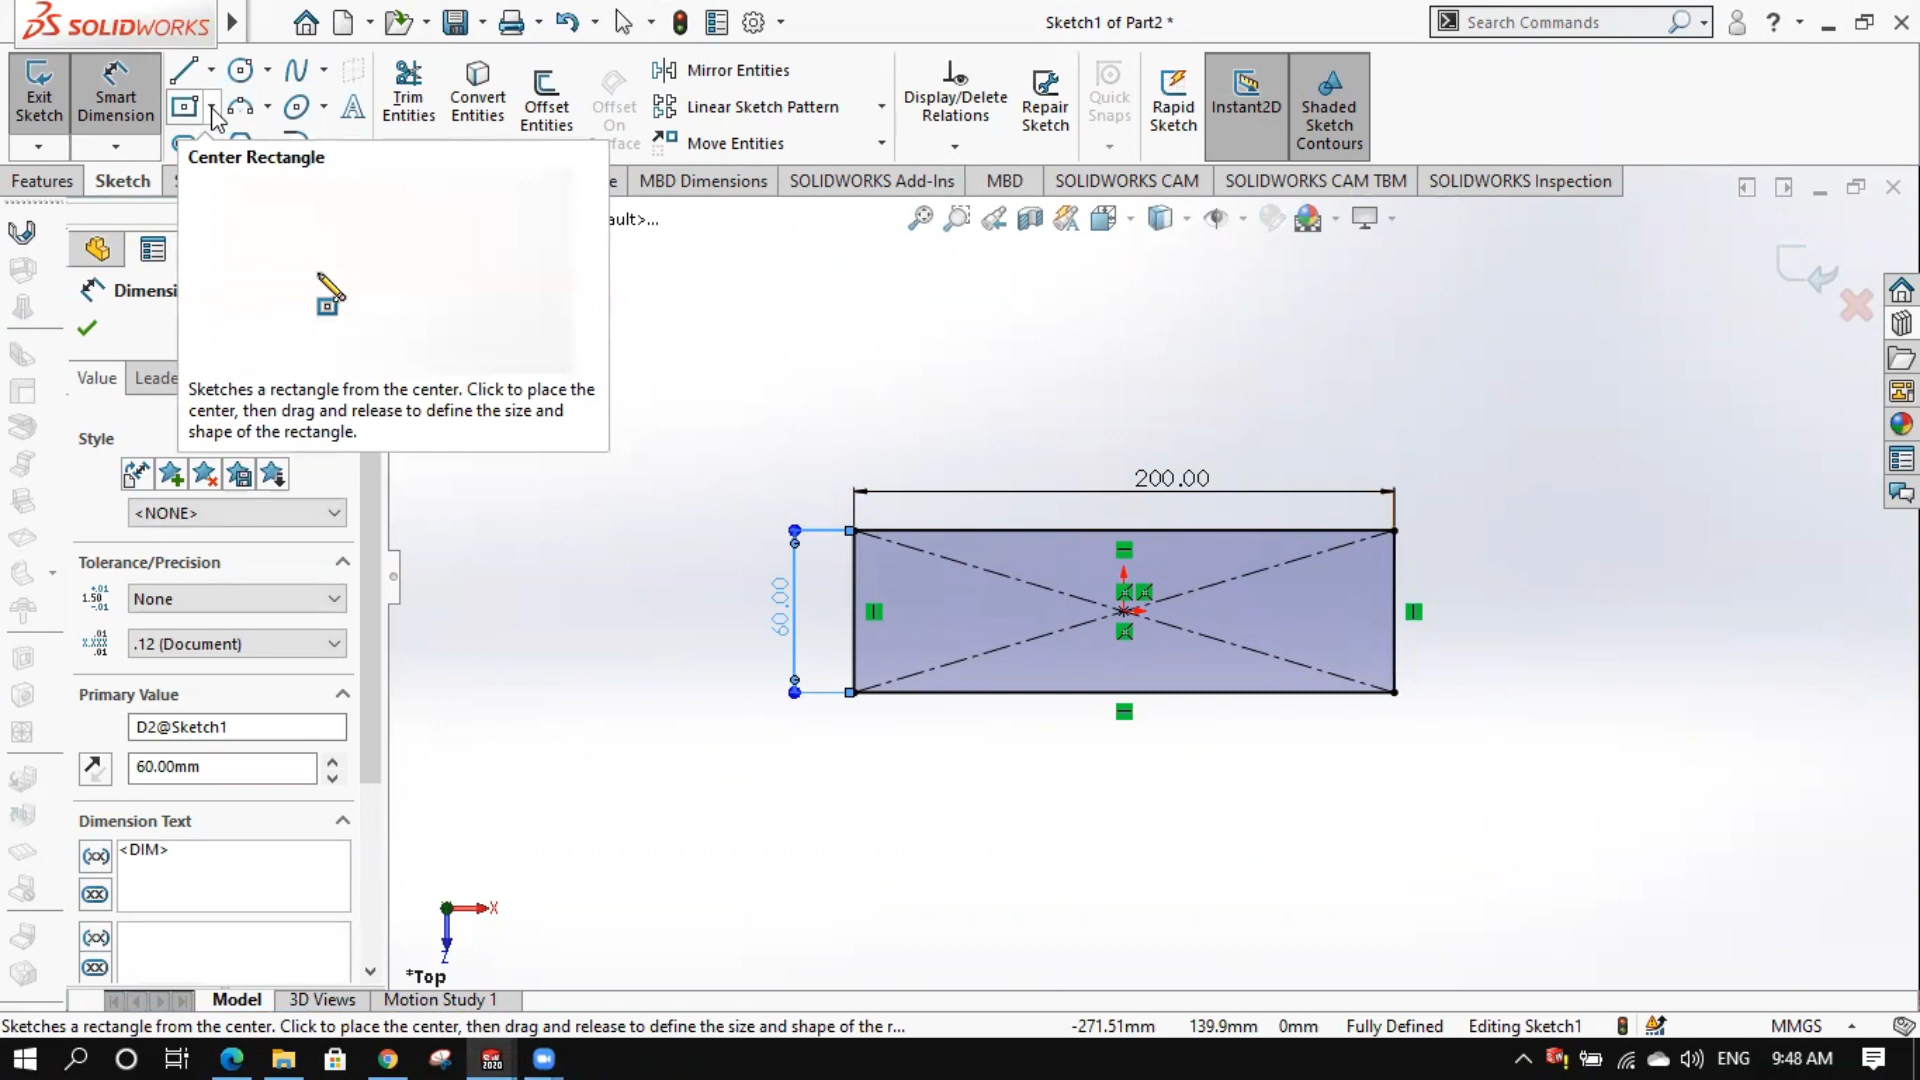 SOLIDWORKS
Sketch1 of Part2 *
Search Commands
Exit Sketch
Smart Dimension
Trim Entities
Convert Entities
Offset Entities
Offset On Surface
Mirror Entities
Linear Sketch Pattern
Move Entities
Display/Delete Relations
Repair Sketch
Quick Snaps
Rapid Sketch
Instant2D
Shaded Sketch Contours
Features
Sketch
MBD Dimensions
SOLIDWORKS Add-Ins
MBD
SOLIDWORKS CAM
SOLIDWORKS CAM TBM
SOLIDWORKS Inspection
Center Rectangle
Sketches a rectangle from the center. Click to place the
center, then drag and release to define the size and
shape of the rectangle.
ault>...
Dimensi
Value
Leade
Style
<NONE>
Tolerance/Precision
None
.12 (Document)
Primary Value
D2@Sketch1
60.00mm
Dimension Text
<DIM>
200.00
60.00
X
Z
*Top
Model
3D Views
Motion Study 1
Sketches a rectangle from the center. Click to place the center, then drag and release to define the size and shape of the r...
-271.51mm
139.9mm
0mm
Fully Defined
Editing Sketch1
MMGS
ENG
9:48 AM